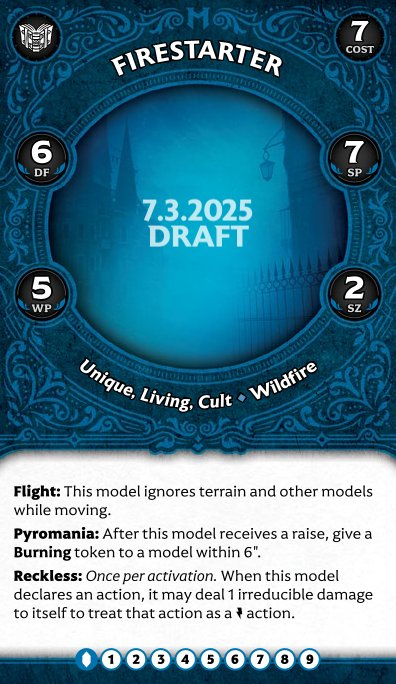 FIRESTARTER
7
COST
6
DF
7
SP
7.3.2025
DRAFT
5
WP
2
SZ
Unique, Living, Cult ◆ Wildfire
Flight: This model ignores terrain and other models
while moving.
Pyromania: After this model receives a raise, give a
Burning token to a model within 6".
Reckless: Once per activation. When this model
declares an action, it may deal 1 irreducible damage
to itself to treat that action as a action.
1 2 3 4 5 6 7 8 9